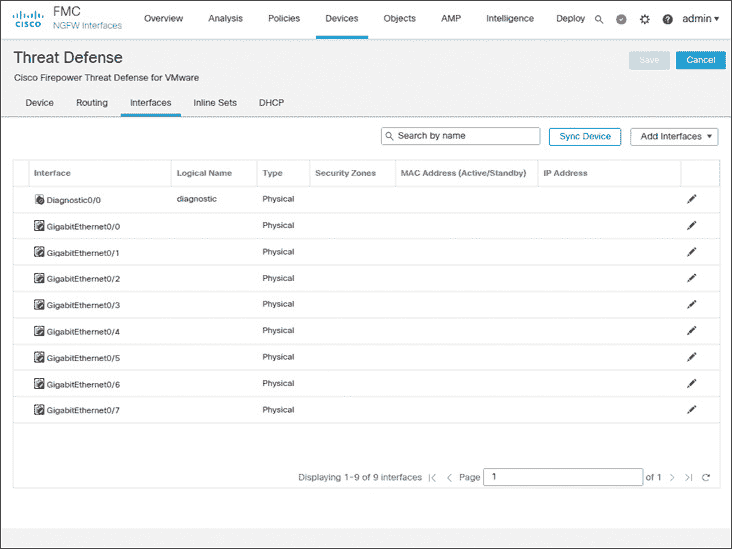 CISCO
FMC
NGFW Interfaces
Overview Analysis Policies Devices Objects AMP Intelligence Deploy admin
Threat Defense
Save Cancel
Cisco Firepower Threat Defense for VMware
Device Routing Interfaces Inline Sets DHCP
Search by name Sync Device Add Interfaces
Interface Logical Name Type Security Zones MAC Address (Active/Standby) IP Address
Diagnostic0/0 diagnostic Physical
GigabitEthernet0/0 Physical
GigabitEthernet0/1 Physical
GigabitEthernet0/2 Physical
GigabitEthernet0/3 Physical
GigabitEthernet0/4 Physical
GigabitEthernet0/5 Physical
GigabitEthernet0/6 Physical
GigabitEthernet0/7 Physical
Displaying 1-9 of 9 interfaces Page 1 of 1